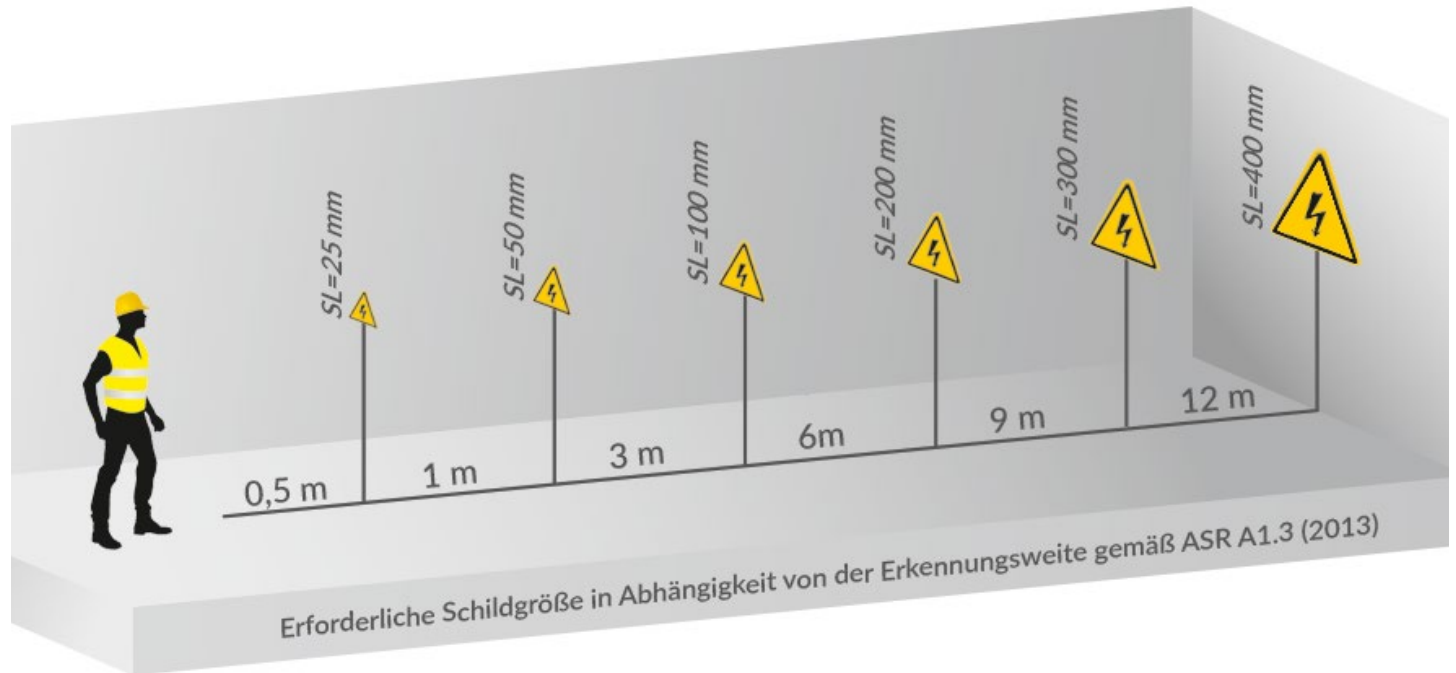 SL=25 mm
SL=50 mm
SL=100 mm
SL=200 mm
SL=300 mm
SL=400 mm
0,5 m
1 m
3 m
6m
9 m
12 m
Erforderliche Schildgröße in Abhängigkeit von der Erkennungsweite gemäß ASR A1.3 (2013)